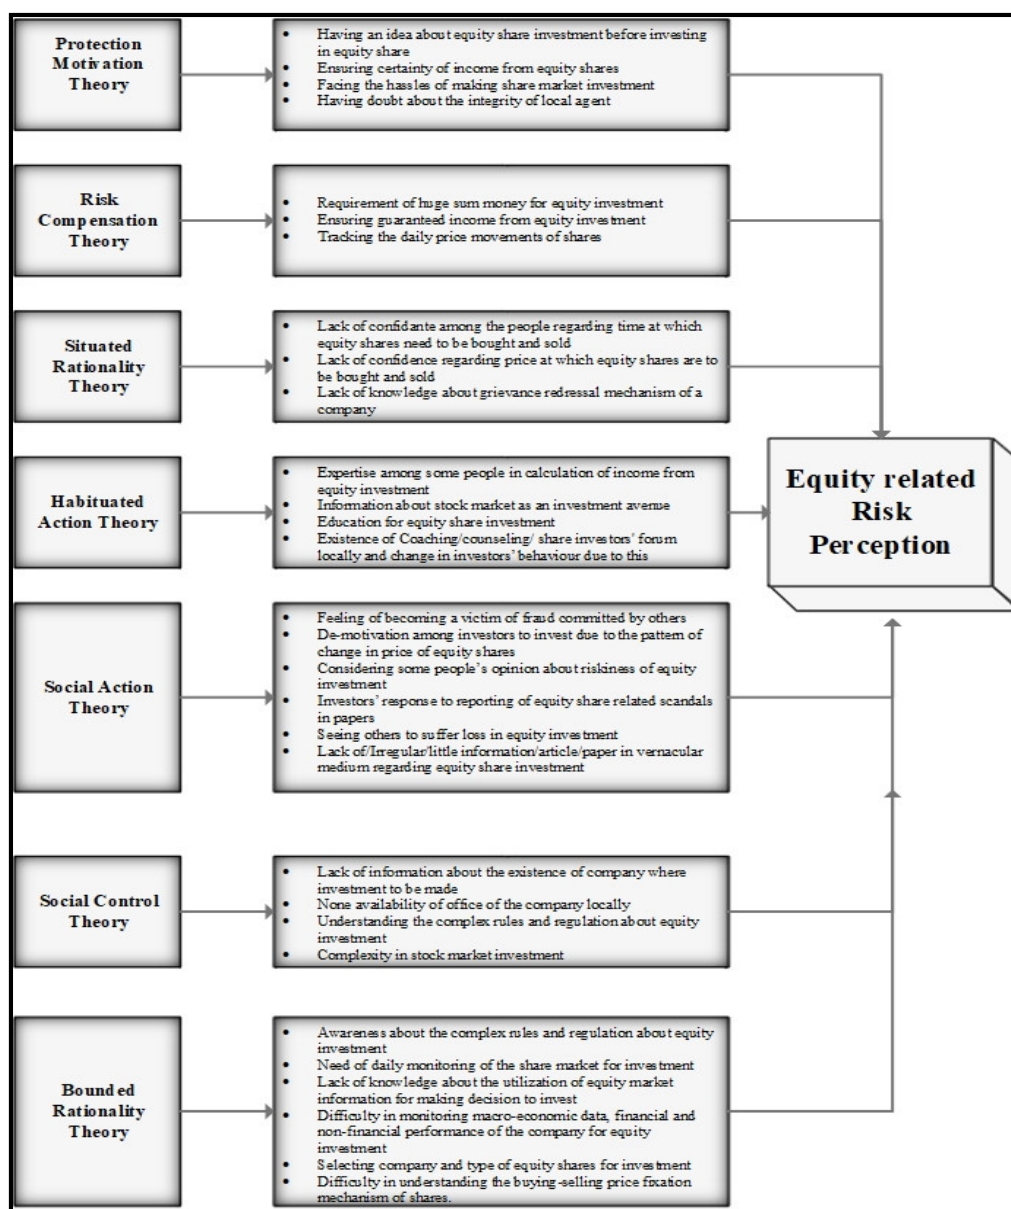 Protection
Motivation
Theory
• Having an idea about equity share investment before investing
in equity share
• Ensuring certainty of income from equity shares
• Facing the hassles of making share market investment
• Having doubt about the integrity of local agent
Risk
Compensation
Theory
• Requirement of huge sum money for equity investment
• Ensuring guaranteed income from equity investment
• Tracking the daily price movements of shares
Situated
Rationality
Theory
• Lack of confidante among the people regarding time at which
equity shares need to be bought and sold
• Lack of confidence regarding price at which equity shares are to
be bought and sold
• Lack of knowledge about grievance redressal mechanism of a
company
Habituated
Action Theory
• Expertise among some people in calculation of income from
equity investment
• Information about stock market as an investment avenue
• Education for equity share investment
• Existence of Coaching/counseling/ share investors' forum
locally and change in investors' behaviour due to this
Equity related
Risk
Perception
Social Action
Theory
• Feeling of becoming a victim of fraud committed by others
• De-motivation among investors to invest due to the pattern of
change in price of equity shares
• Considering some people's opinion about riskiness of equity
investment
• Investors' response to reporting of equity share related scandals
in papers
• Seeing others to suffer loss in equity investment
• Lack of/Irregular/little information/article/paper in vernacular
medium regarding equity share investment
Social Control
Theory
• Lack of information about the existence of company where
investment to be made
• None availability of office of the company locally
• Understanding the complex rules and regulation about equity
investment
• Complexity in stock market investment
Bounded
Rationality
Theory
• Awareness about the complex rules and regulation about equity
investment
• Need of daily monitoring of the share market for investment
• Lack of knowledge about the utilization of equity market
information for making decision to invest
• Difficulty in monitoring macro-economic data, financial and
non-financial performance of the company for equity
investment
• Selecting company and type of equity shares for investment
• Difficulty in understanding the buying-selling price fixation
mechanism of shares.